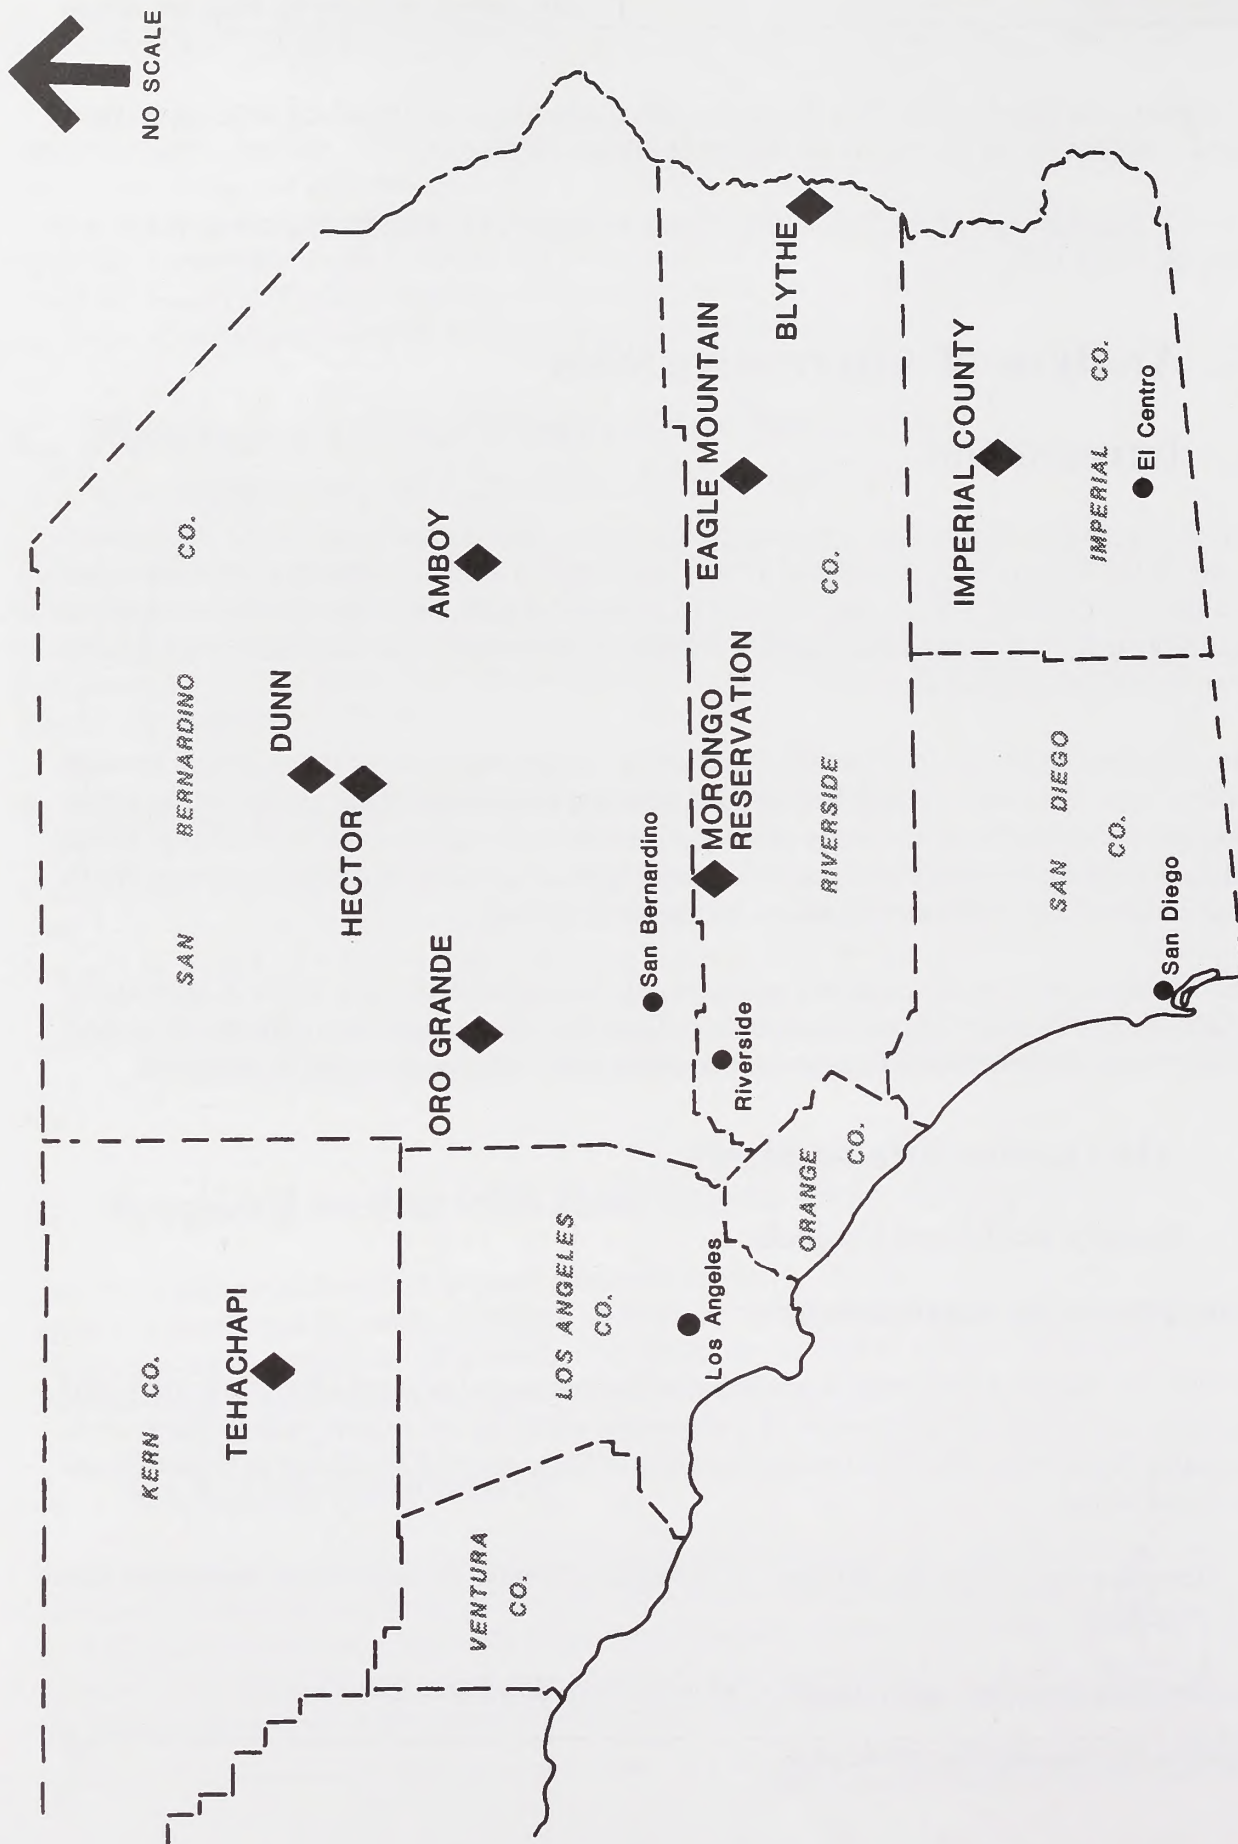 NO SCALE
KERN CO.
SAN BERNARDINO CO.
TEHACHAPI
DUNN
HECTOR
ORO GRANDE
AMBOY
VENTURA
CO.
LOS ANGELES
CO.
San Bernardino
Los Angeles
Riverside
MORONGO
RESERVATION
EAGLE MOUNTAIN
BLYTHE
ORANGE
CO.
RIVERSIDE CO.
IMPERIAL COUNTY
SAN DIEGO
CO.
IMPERIAL CO.
San Diego
El Centro